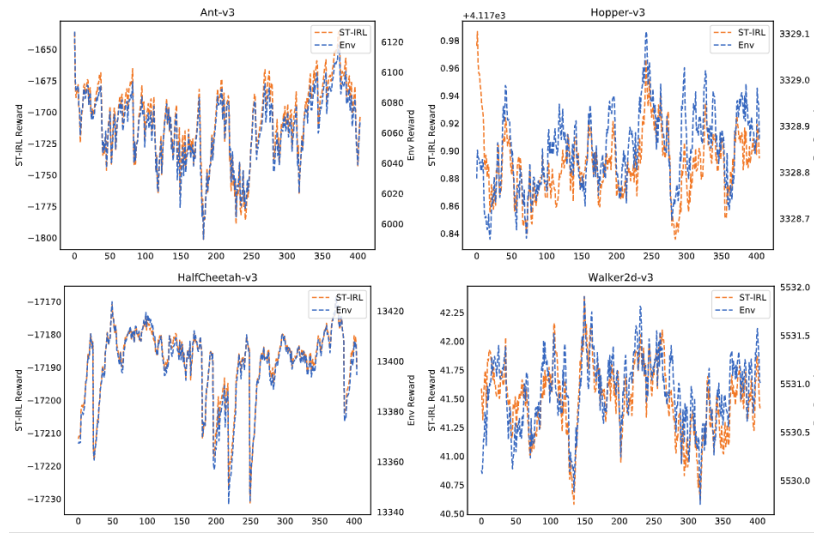 Ant-v3
ST-IRL
Env
−1650
−1675
−1700
−1725
−1750
−1775
−1800
ST-IRL Reward
6120
6100
6080
6060
6040
6020
6000
Env Reward
0 50 100 150 200 250 300 350 400
Hopper-v3
+4.117e3
ST-IRL
Env
0.98
0.96
0.94
0.92
0.90
0.88
0.86
0.84
ST-IRL Reward
3329.1
3329.0
3328.9
3328.8
3328.7
0 50 100 150 200 250 300 350 400
HalfCheetah-v3
ST-IRL
Env
−17170
−17180
−17190
−17200
−17210
−17220
−17230
ST-IRL Reward
13420
13400
13380
13360
13340
Env Reward
0 50 100 150 200 250 300 350 400
Walker2d-v3
ST-IRL
Env
42.25
42.00
41.75
41.50
41.25
41.00
40.75
40.50
ST-IRL Reward
5532.0
5531.5
5531.0
5530.5
5530.0
0 50 100 150 200 250 300 350 400